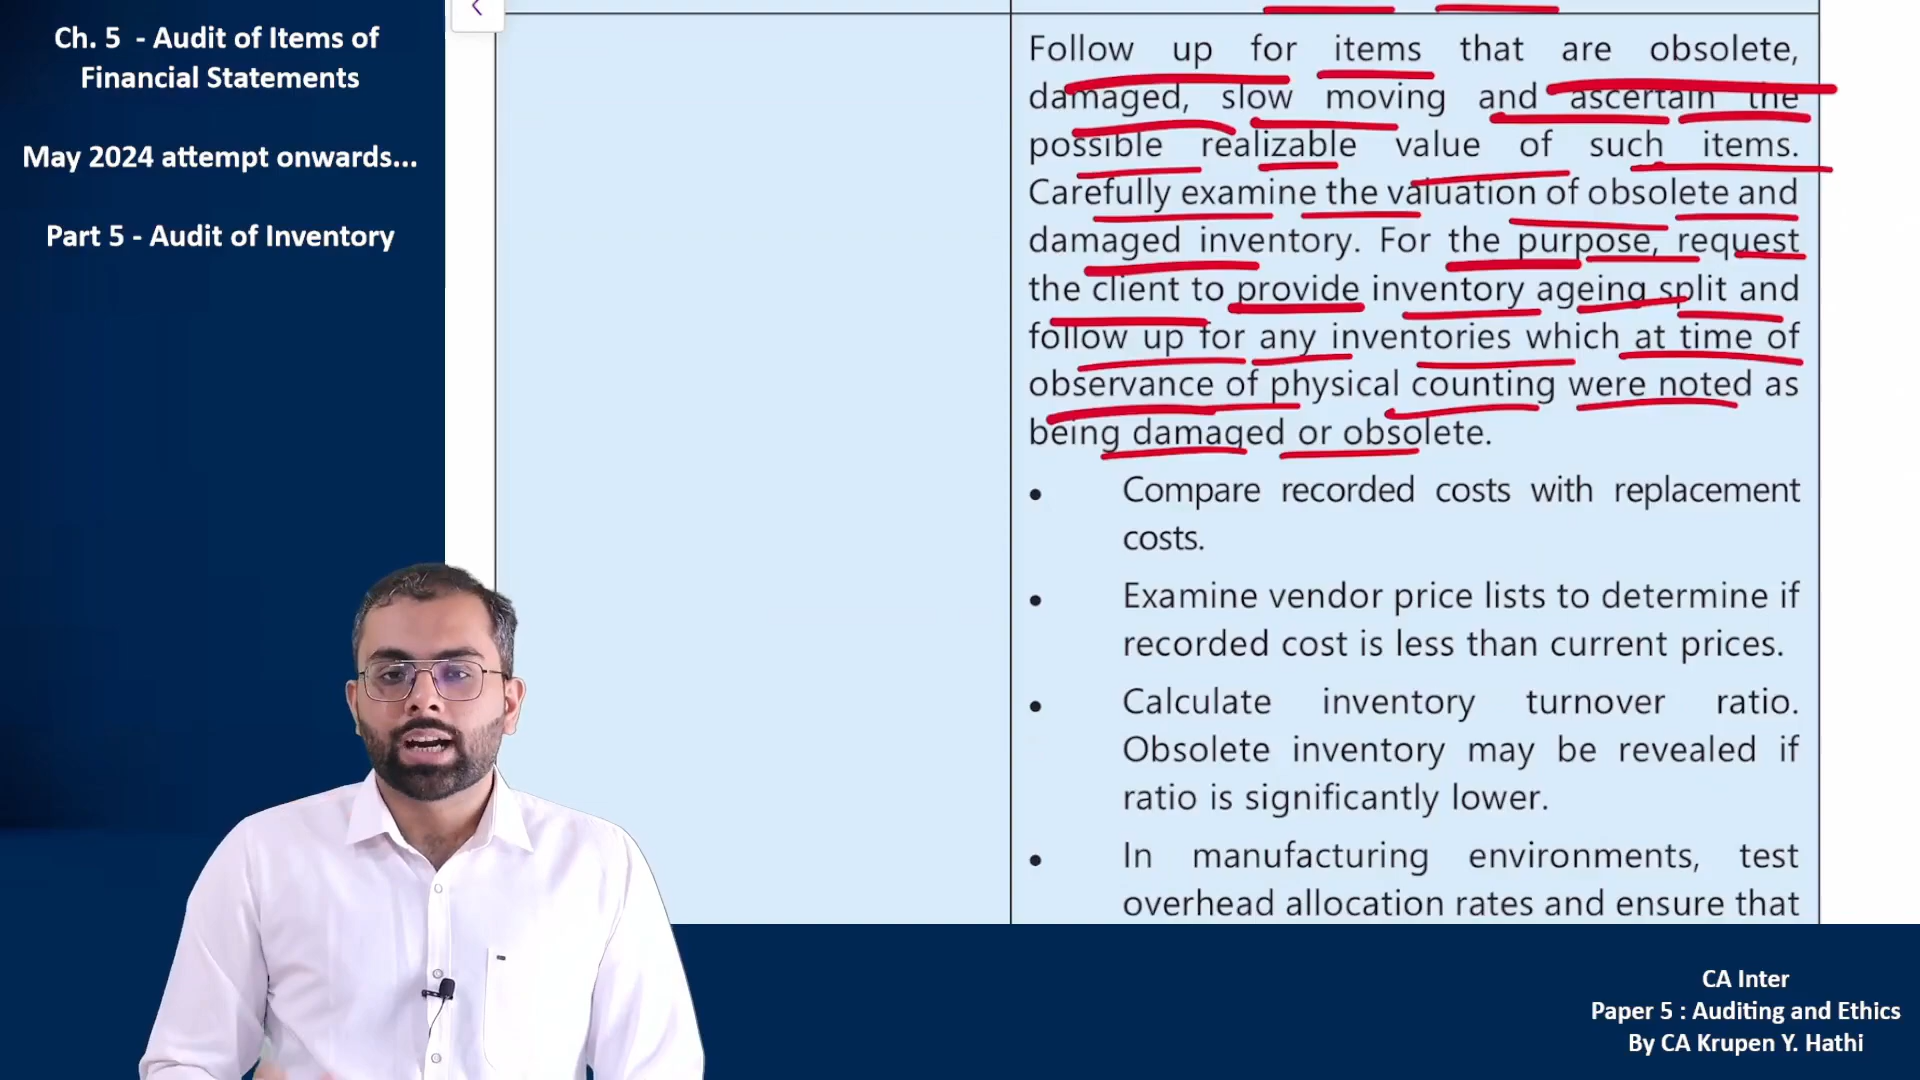 Ch. 5 - Audit of Items of
Financial Statements
May 2024 attempt onwards...
Part 5 - Audit of Inventory
Follow up for items that are obsolete,
damaged, slow moving and ascertain the
possible realizable value of such items.
Carefully examine the valuation of obsolete and
damaged inventory. For the purpose, request
the client to provide inventory ageing split and
follow up for any inventories which at time of
observance of physical counting were noted as
being damaged or obsolete.
• Compare recorded costs with replacement
costs.
• Examine vendor price lists to determine if
recorded cost is less than current prices.
• Calculate inventory turnover ratio.
Obsolete inventory may be revealed if
ratio is significantly lower.
• In manufacturing environments, test
overhead allocation rates and ensure that
CA Inter
Paper 5 : Auditing and Ethics
By CA Krupen Y. Hathi